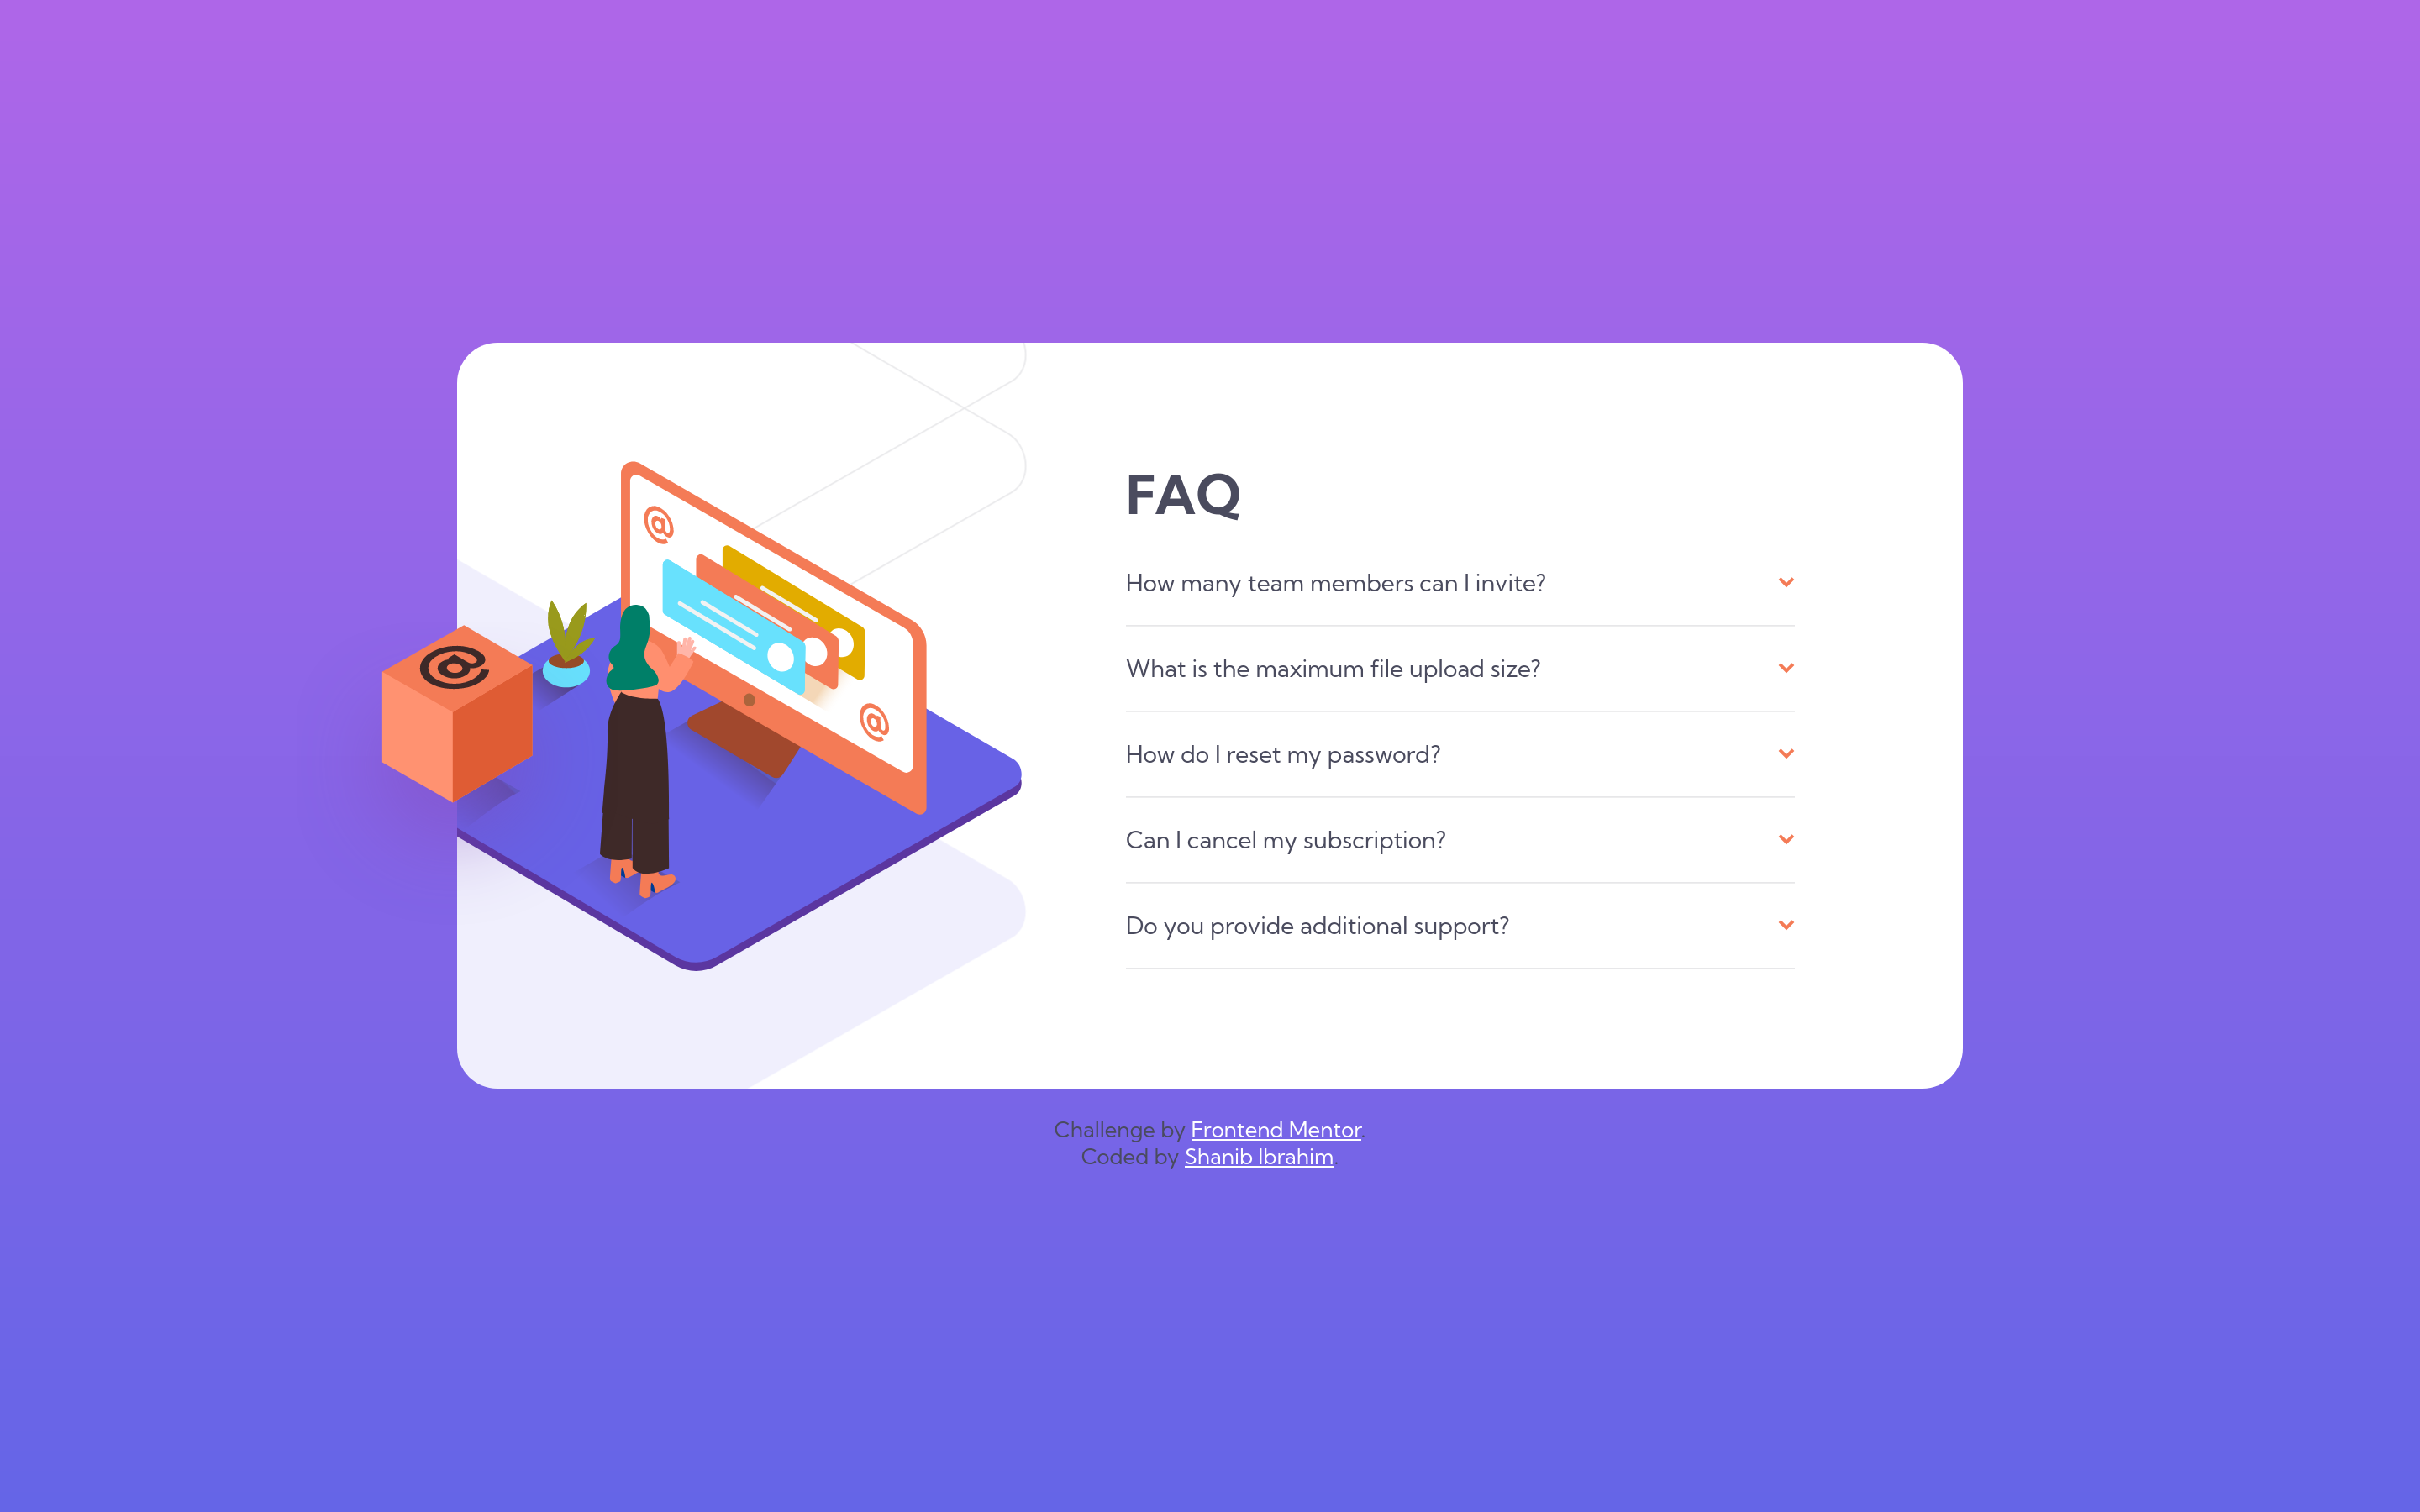 @
@
@
FAQ
How many team members can I invite?
What is the maximum file upload size?
How do I reset my password?
Can I cancel my subscription?
Do you provide additional support?
Challenge by Frontend Mentor.
Coded by Shanib Ibrahim.